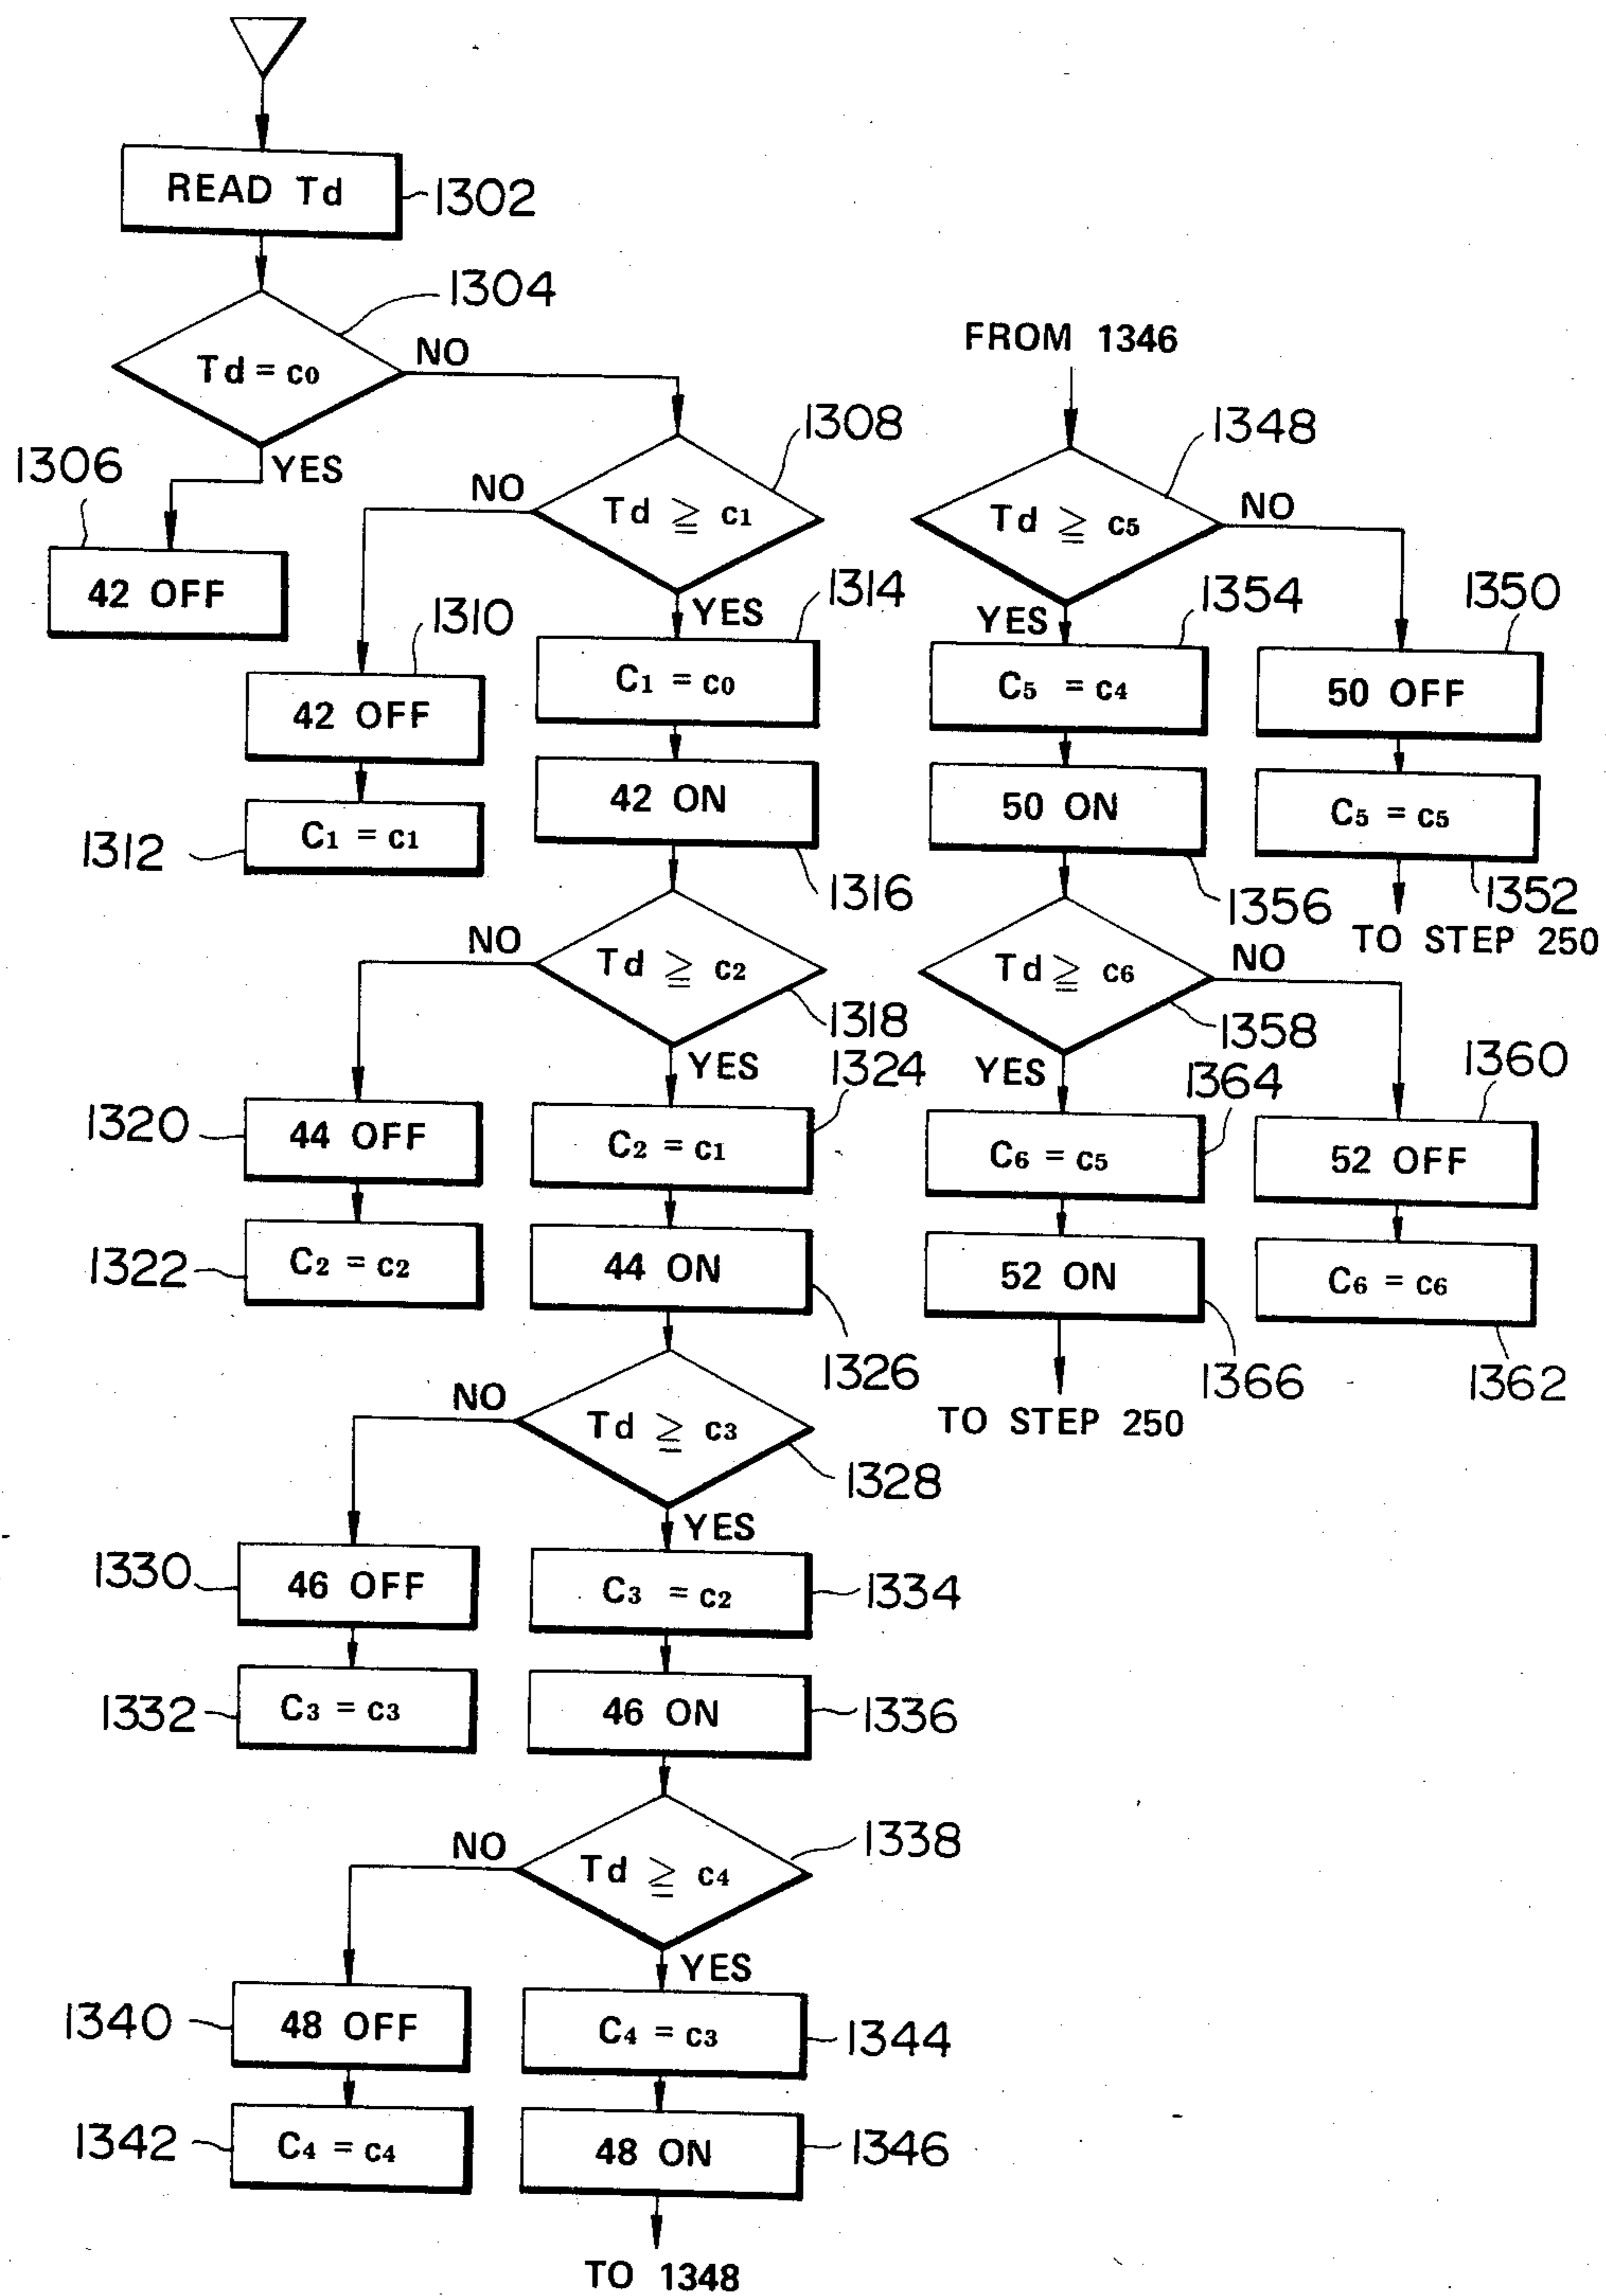 READ Td
1302
1304
Td = c0
NO
YES
1306
42 OFF
1308
Td ≧ c1
NO
YES
1310
42 OFF
1312
C1 = c1
1314
C1 = c0
42 ON
1316
Td ≧ c2
NO
1318
YES
1320
44 OFF
1322
C2 = c2
1324
C2 = c1
44 ON
1326
Td ≧ c3
NO
1328
YES
1330
46 OFF
1332
C3 = c3
C3 = c2
1334
46 ON
1336
Td ≧ c4
NO
1338
YES
1340
48 OFF
1342
C4 = c4
C4 = c3
1344
48 ON
1346
TO 1348
FROM 1346
1348
Td ≧ c5
NO
YES
1350
50 OFF
C5 = c5
1352
TO STEP 250
1354
C5 = c4
50 ON
1356
Td ≧ c6
NO
1358
YES
1360
52 OFF
C6 = c6
1362
1364
C6 = c5
52 ON
1366
TO STEP 250